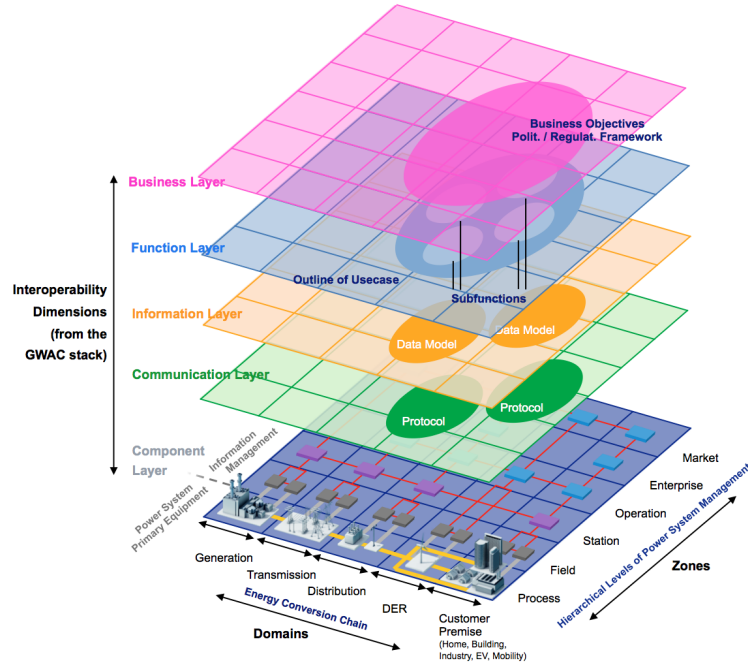 Business Objectives
Polit. / Regulat. Framework
Business Layer
Function Layer
Outline of Usecase
Subfunctions
Interoperability
Dimensions
(from the
GWAC stack)
Information Layer
Data Model
Data Model
Communication Layer
Protocol
Protocol
Component
Layer
Information
Management
Power System
Primary Equipment
Market
Enterprise
Operation
Station
Field
Process
Hierarchical Levels of Power System Management
Zones
Generation
Transmission
Distribution
DER
Customer
Premise
(Home, Building,
Industry, EV, Mobility)
Energy Conversion Chain
Domains